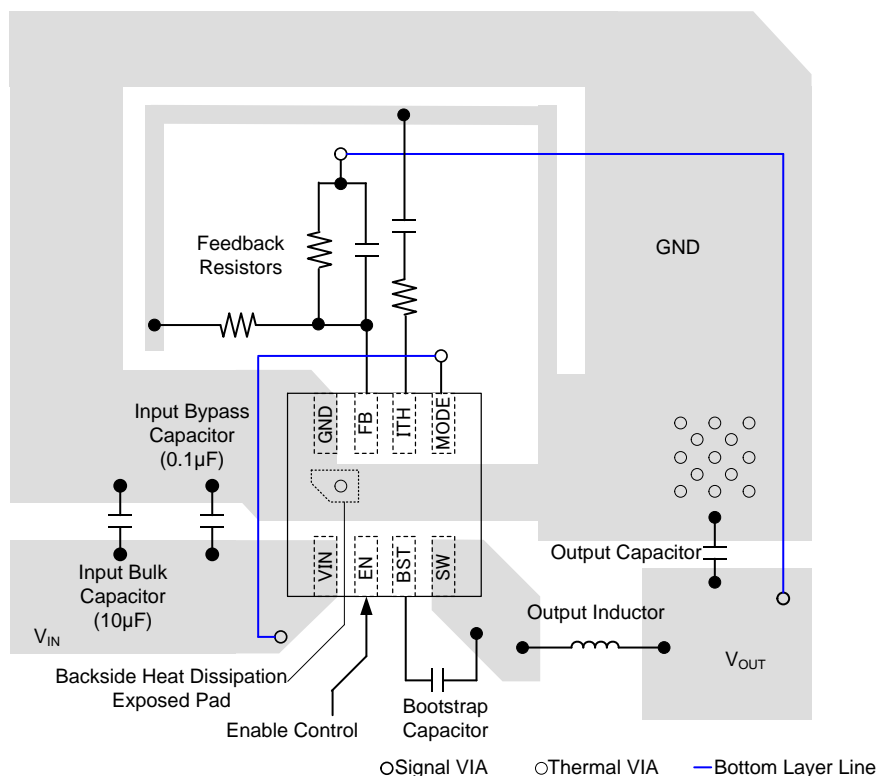 Feedback
Resistors
GND
Input Bypass
Capacitor
(0.1µF)
GND
FB
ITH
MODE
VIN
EN
BST
SW
Input Bulk
Capacitor
(10µF)
VIN
Output Capacitor
Output Inductor
VOUT
Backside Heat Dissipation
Exposed Pad
Enable Control
Bootstrap
Capacitor
Signal VIA
Thermal VIA
Bottom Layer Line